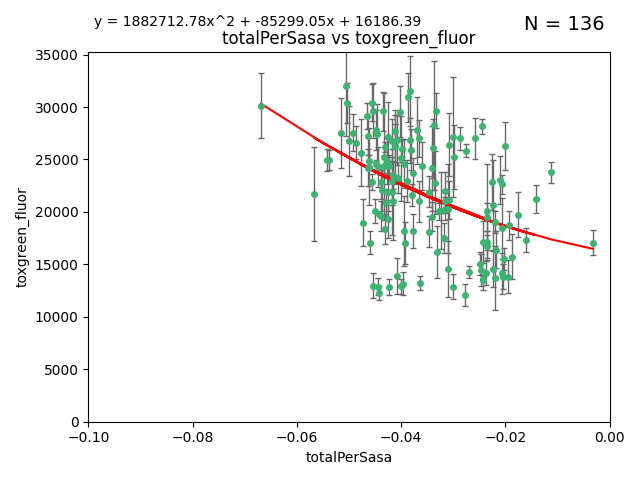 y = 1882712.78x^2 + -85299.05x + 16186.39
N = 136
totalPerSasa vs toxgreen_fluor
35000
30000
25000
20000
15000
10000
5000
0
toxgreen_fluor
−0.10 −0.08 −0.06 −0.04 −0.02 0.00
totalPerSasa